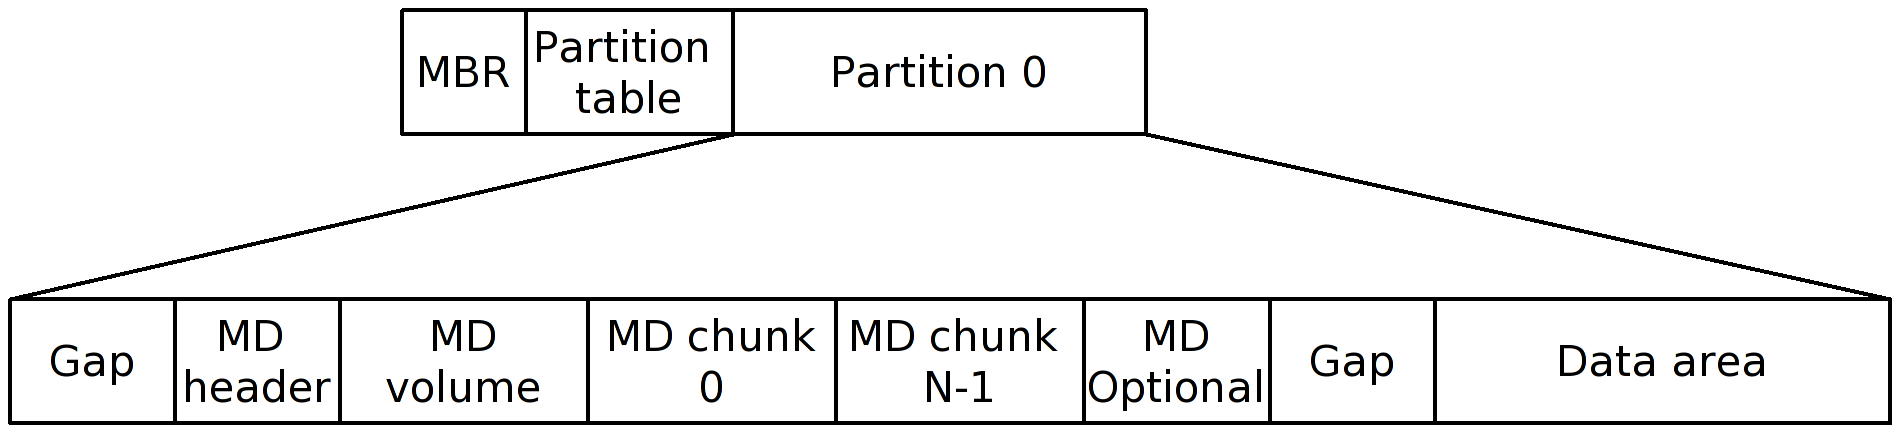 MBR
Partition
table
Partition 0
Gap
MD
header
MD
volume
MD chunk
0
MD chunk
N-1
MD
Optional
Gap
Data area